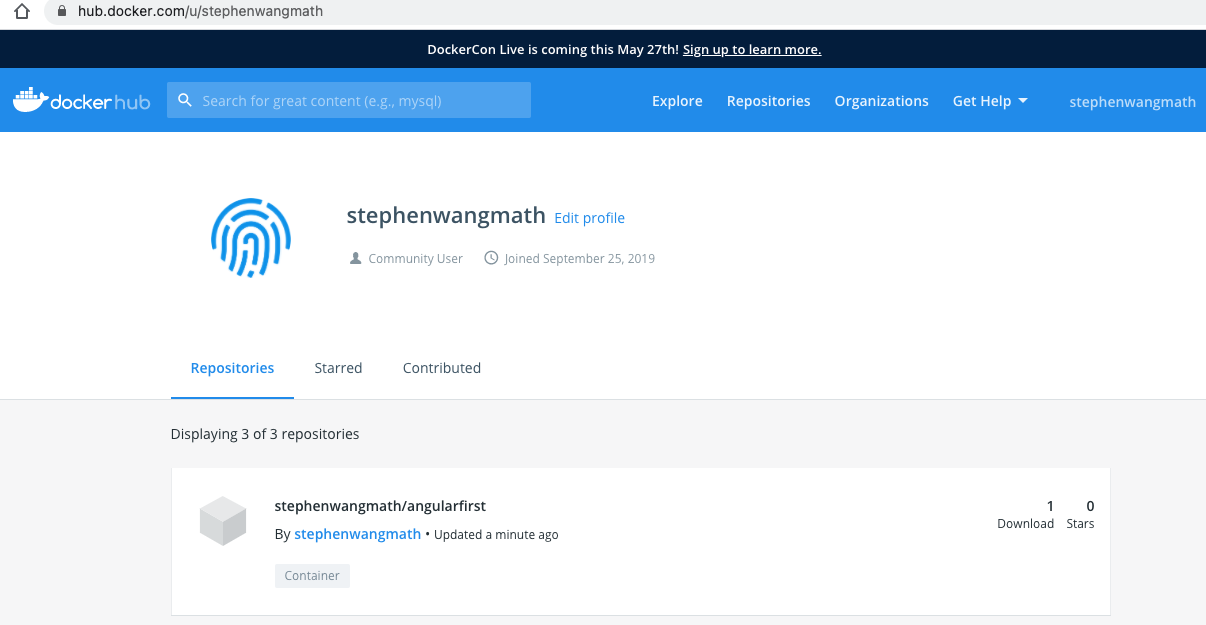 hub.docker.com/u/stephenwangmath
DockerCon Live is coming this May 27th! Sign up to learn more.
docker hub Search for great content (e.g., mysql) Explore Repositories Organizations Get Help stephenwangmath
stephenwangmath Edit profile
Community User Joined September 25, 2019
Repositories Starred Contributed
Displaying 3 of 3 repositories
stephenwangmath/angularfirst 1 0
By stephenwangmath • Updated a minute ago Download Stars
Container